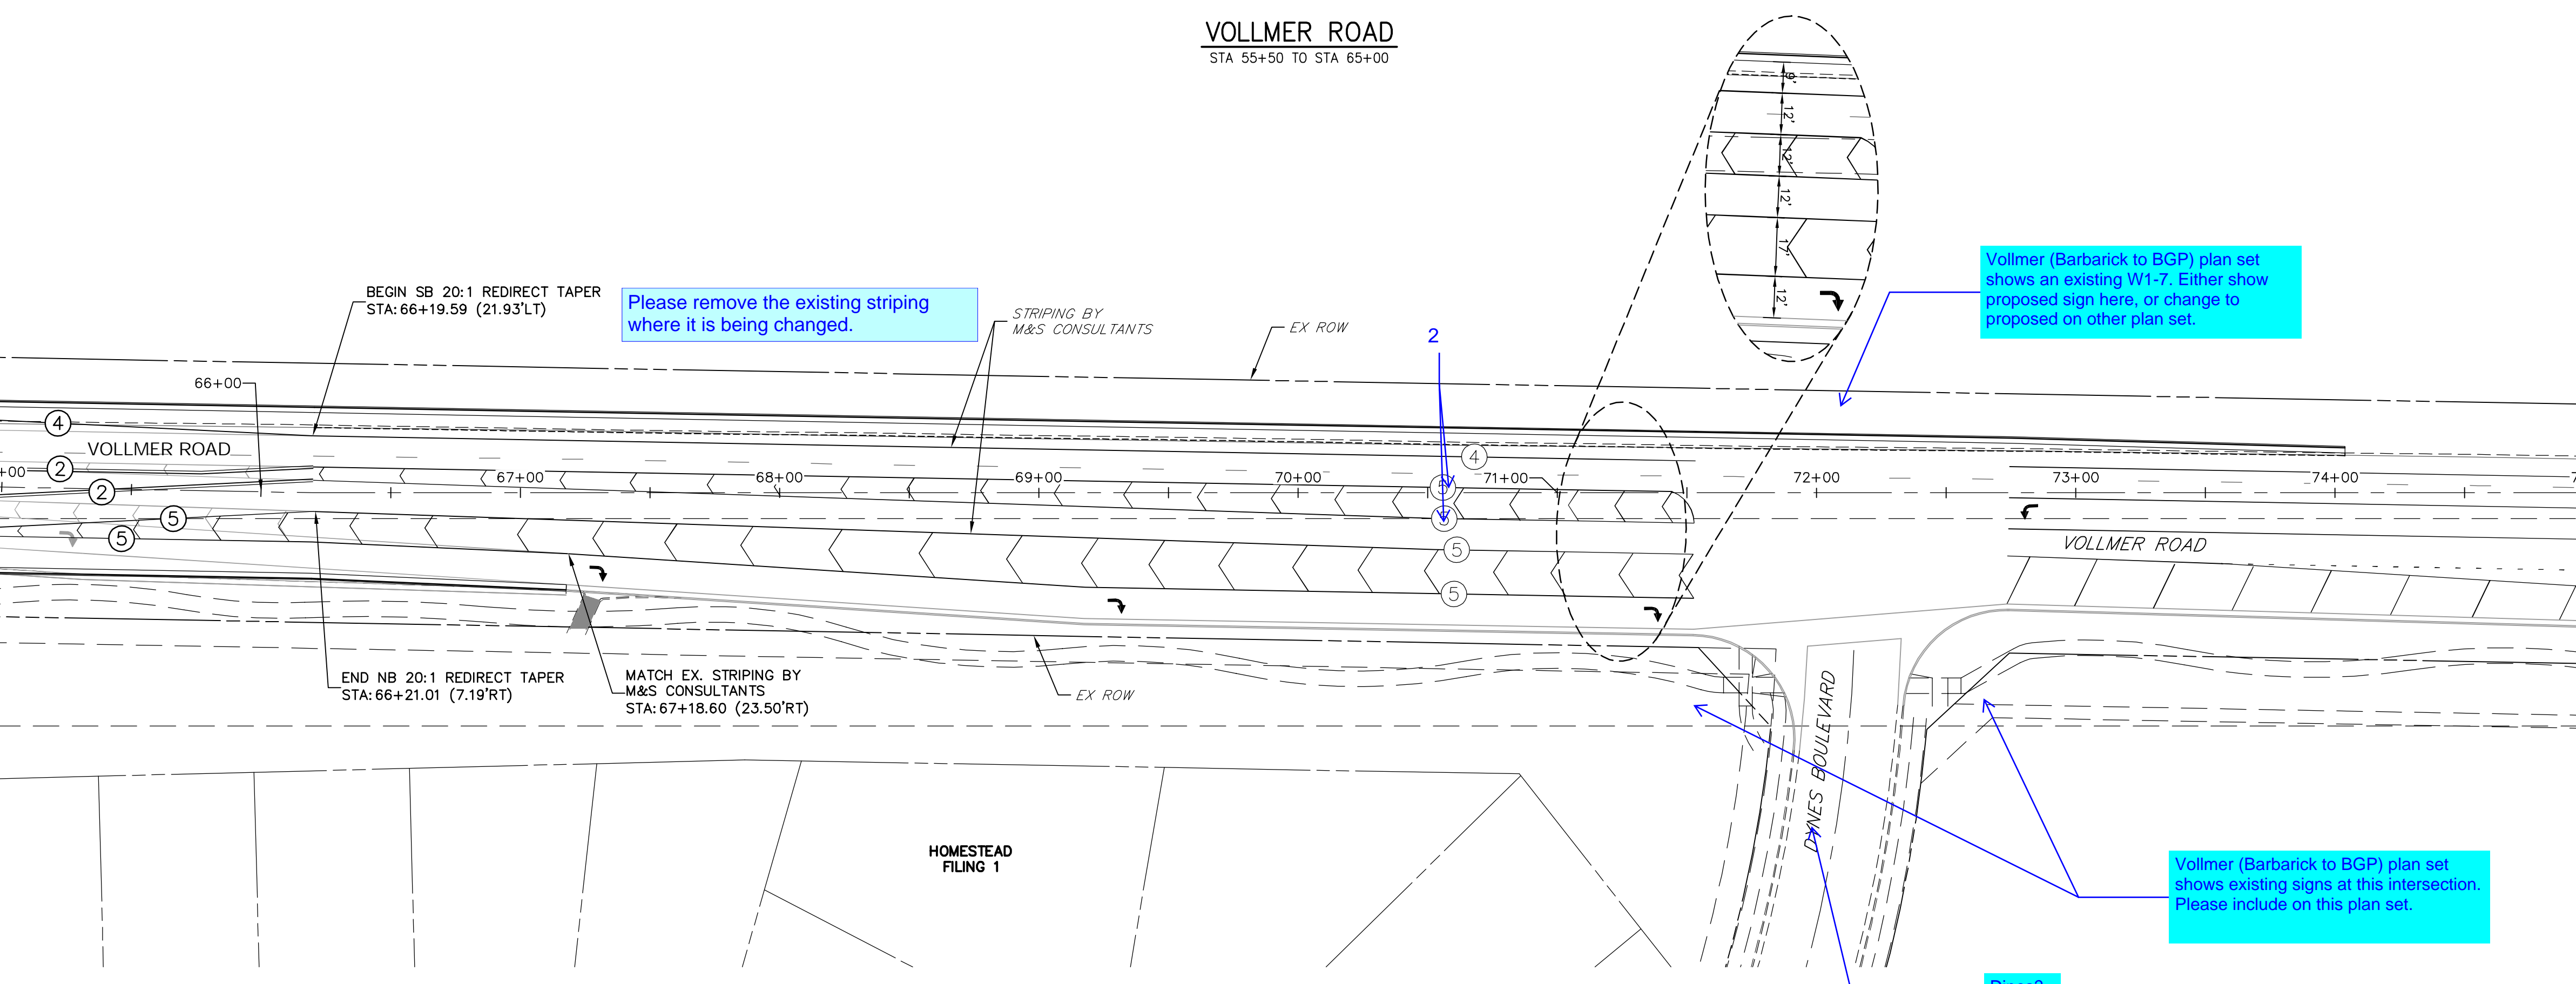 VOLLMER ROAD
STA 55+50 TO STA 65+00
9'
12'
12'
12'
17'
12'
Vollmer (Barbarick to BGP) plan set
shows an existing W1-7. Either show
proposed sign here, or change to
proposed on other plan set.
BEGIN SB 20:1 REDIRECT TAPER
STA: 66+19.59 (21.93'LT)
Please remove the existing striping
where it is being changed.
STRIPING BY
M&S CONSULTANTS
EX ROW
2
66+00
4
VOLLMER ROAD
+00
2
2
5
5
67+00
68+00
69+00
70+00
71+00
72+00
73+00
74+00
4
5
5
VOLLMER ROAD
END NB 20:1 REDIRECT TAPER
STA: 66+21.01 (7.19'RT)
MATCH EX. STRIPING BY
M&S CONSULTANTS
STA: 67+18.60 (23.50'RT)
EX ROW
DYNES BOULEVARD
HOMESTEAD
FILING 1
Vollmer (Barbarick to BGP) plan set
shows existing signs at this intersection.
Please include on this plan set.